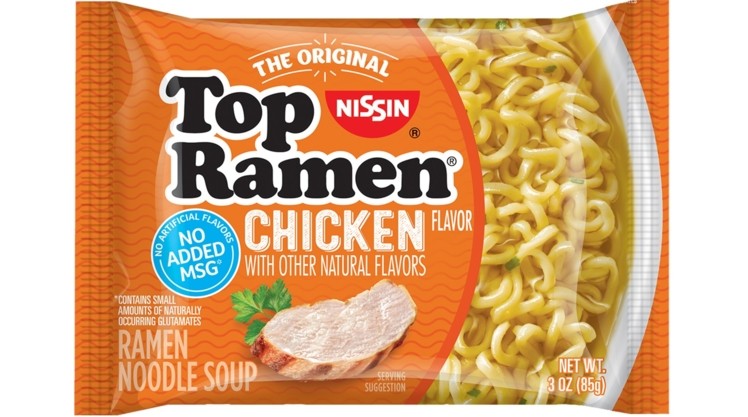 THE ORIGINAL
Top
NISSIN
®
Ramen®
CHICKEN FLAVOR
WITH OTHER NATURAL FLAVORS
NO ARTIFICIAL FLAVORS
NO
ADDED
MSG*
*CONTAINS SMALL
AMOUNTS OF NATURALLY
OCCURRING GLUTAMATES
RAMEN
NOODLE SOUP
SERVING
SUGGESTION
NET WT.
3 OZ (85g)